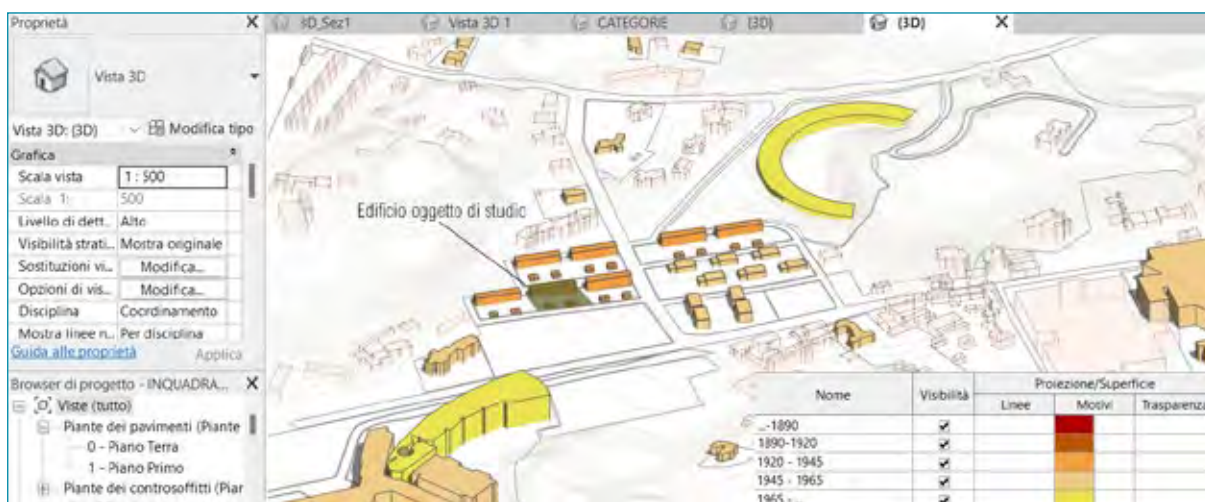 Proprietà
3D_Sez1
Vista 3D 1
CATEGORIE
{3D}
{3D}
Vista 3D
Vista 3D: {3D}
Modifica tipo
Grafica
Scala vista
1 : 500
Scala 1:
500
Livello di dett...
Alto
Visibilità strati...
Mostra originale
Sostituzioni vi...
Modifica...
Opzioni di vis...
Modifica...
Disciplina
Coordinamento
Mostra linee n...
Per disciplina
Guida alle proprietà
Applica
Browser di progetto - INQUADRA...
Viste (tutto)
Piante dei pavimenti (Piante
0 - Piano Terra
1 - Piano Primo
Piante dei controsoffitti (Piar
Edificio oggetto di studio
Nome
Visibilità
Proiezione/Superficie
Linee
Motivi
Trasparenza
...-1890
1890-1920
1920 - 1945
1945 - 1965
1965 - ...